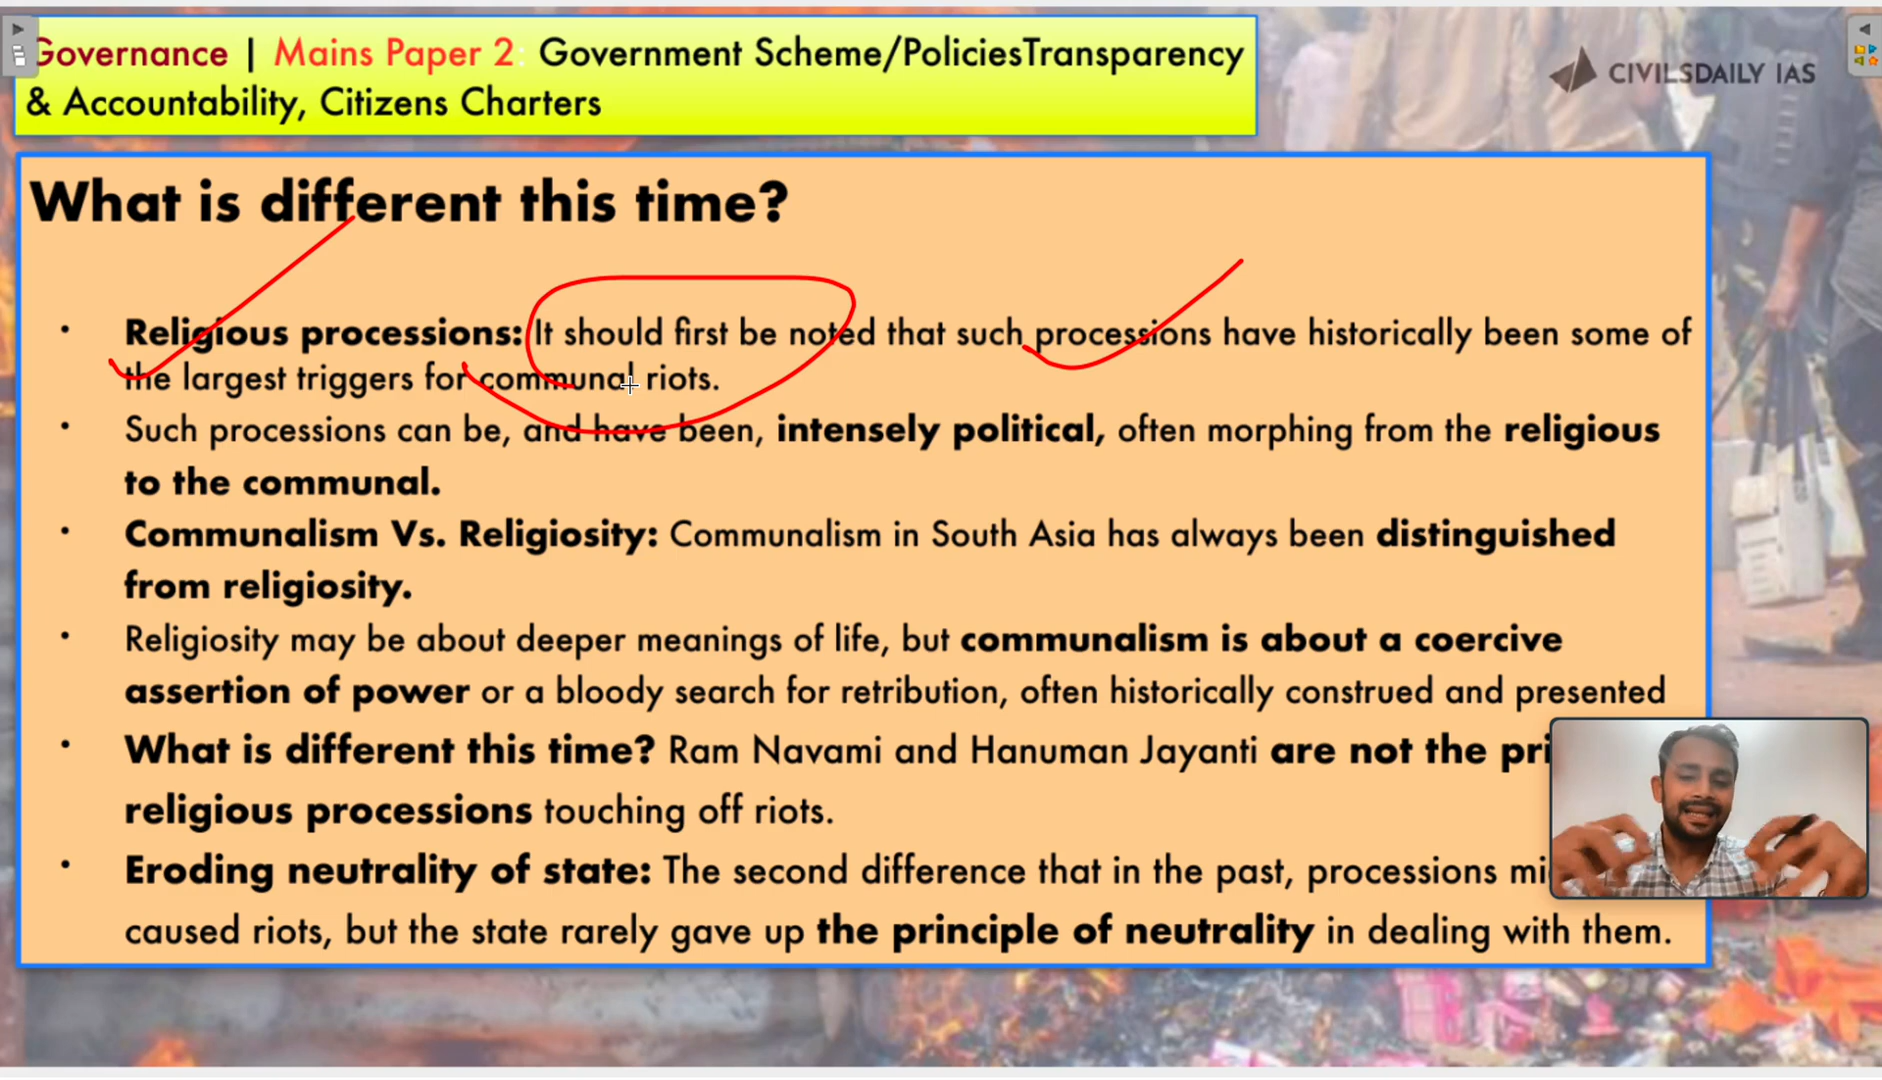 Governance | Mains Paper 2: Government Scheme/PoliciesTransparency
& Accountability, Citizens Charters
CIVILSDAILY IAS
What is different this time?
• Religious processions: It should first be noted that such processions have historically been some of
the largest triggers for communal riots.
• Such processions can be, and have been, intensely political, often morphing from the religious
to the communal.
• Communalism Vs. Religiosity: Communalism in South Asia has always been distinguished
from religiosity.
• Religiosity may be about deeper meanings of life, but communalism is about a coercive
assertion of power or a bloody search for retribution, often historically construed and presented
• What is different this time? Ram Navami and Hanuman Jayanti are not the
religious processions touching off riots.
• Eroding neutrality of state: The second difference that in the past, processions
caused riots, but the state rarely gave up the principle of neutrality in dealing with them.